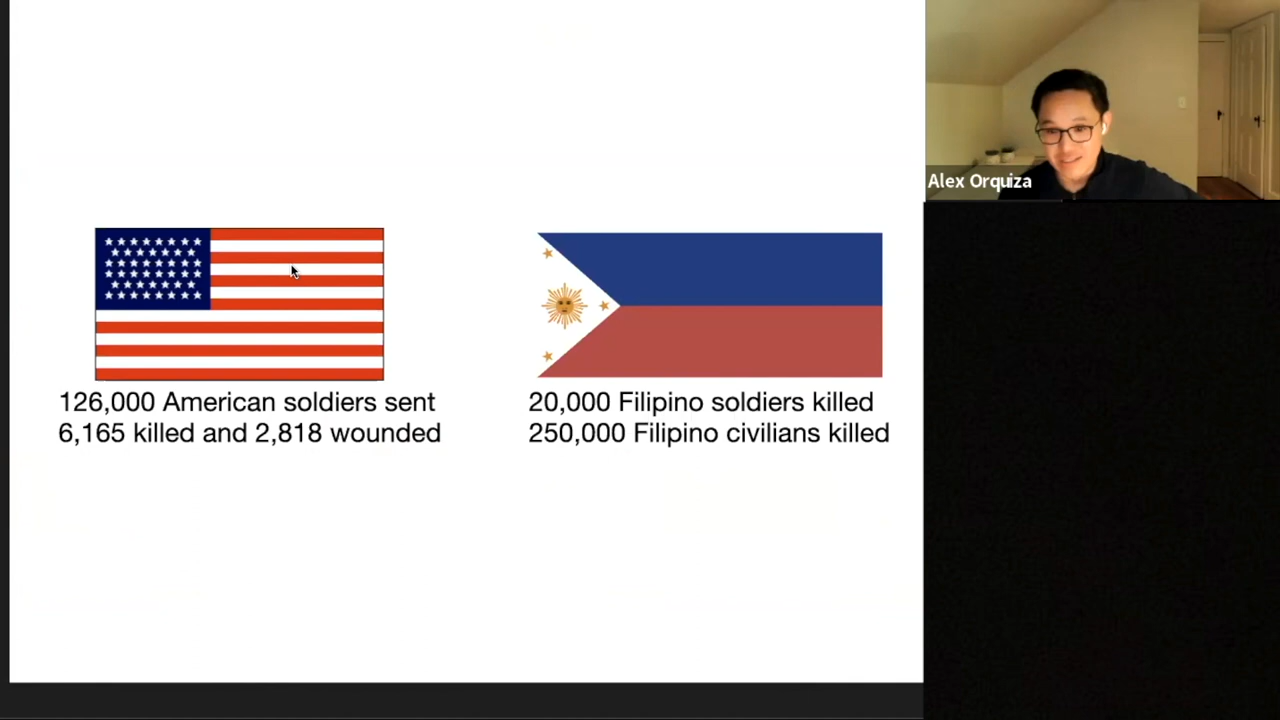 Alex Orquiza
126,000 American soldiers sent
6,165 killed and 2,818 wounded
20,000 Filipino soldiers killed
250,000 Filipino civilians killed